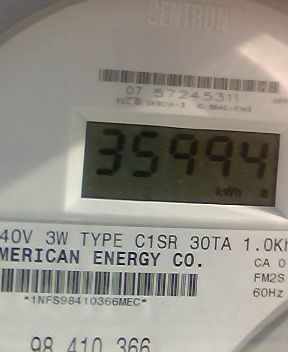 CENTRON
07 57245311
35994
kWh
40V 3W TYPE C1SR 30TA 1.0Kh
MERICAN ENERGY CO.
CA 0
FM2S
60Hz
*1NFS98410366MEC*
98 410 366